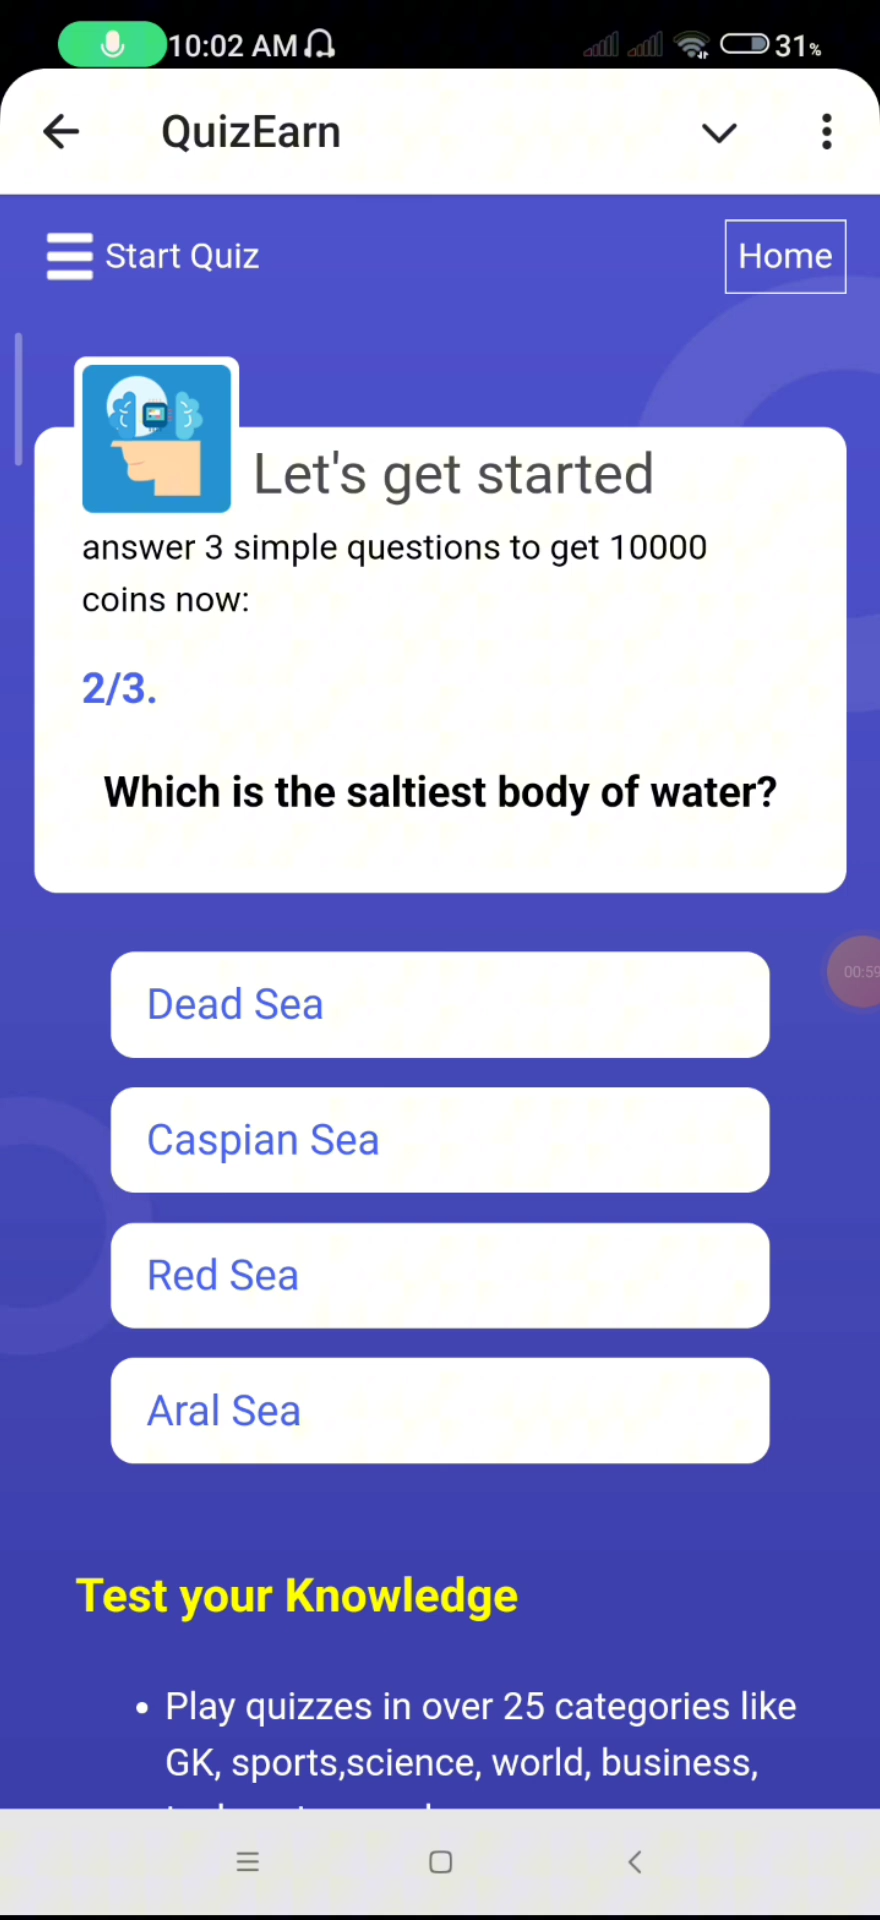 10:02 AM 31%
QuizEarn
Start Quiz Home
Let's get started
answer 3 simple questions to get 10000
coins now:
2/3.
Which is the saltiest body of water?
Dead Sea
00:59
Caspian Sea
Red Sea
Aral Sea
Test your Knowledge
• Play quizzes in over 25 categories like
GK, sports,science, world, business,